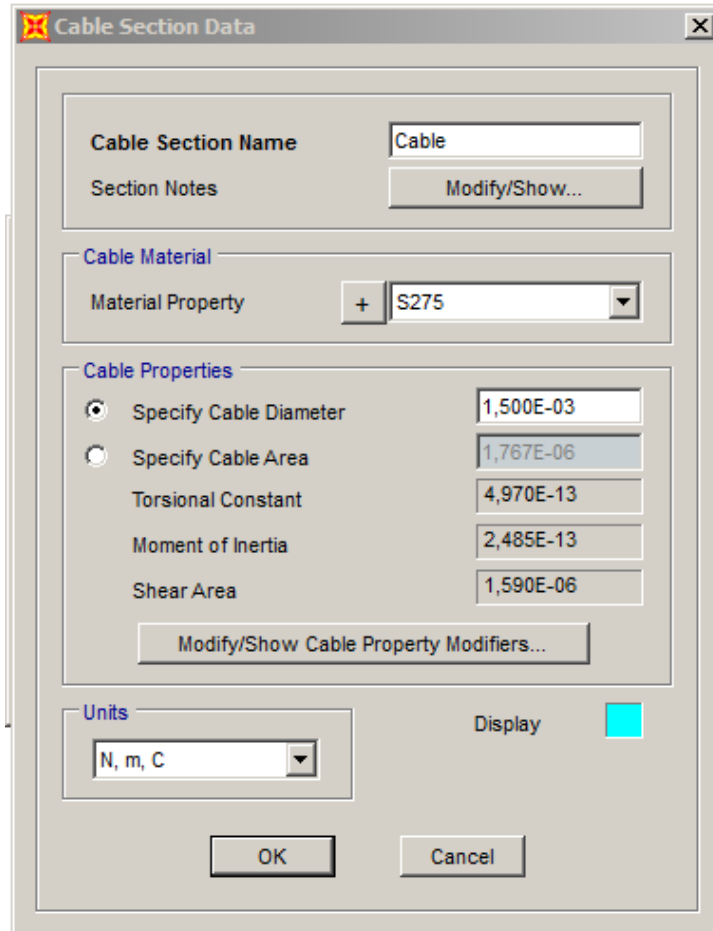 Cable Section Data
Cable Section Name Cable
Section Notes Modify/Show...
Cable Material
Material Property + S275
Cable Properties
Specify Cable Diameter 1,500E-03
Specify Cable Area 1,767E-06
Torsional Constant 4,970E-13
Moment of Inertia 2,485E-13
Shear Area 1,590E-06
Modify/Show Cable Property Modifiers...
Units
N, m, C
Display
OK Cancel